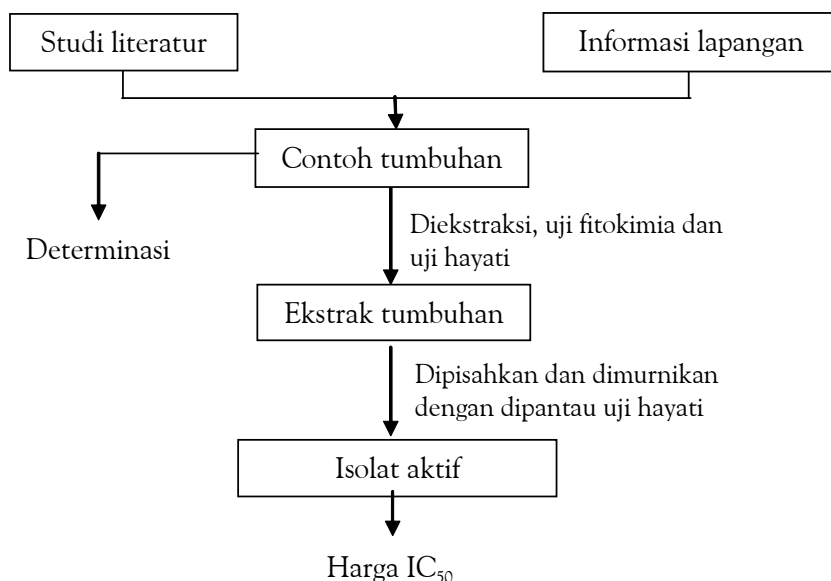 Studi literatur
Informasi lapangan
Contoh tumbuhan
Determinasi
Diekstraksi, uji fitokimia dan
uji hayati
Ekstrak tumbuhan
Dipisahkan dan dimurnikan
dengan dipantau uji hayati
Isolat aktif
Harga IC₅₀